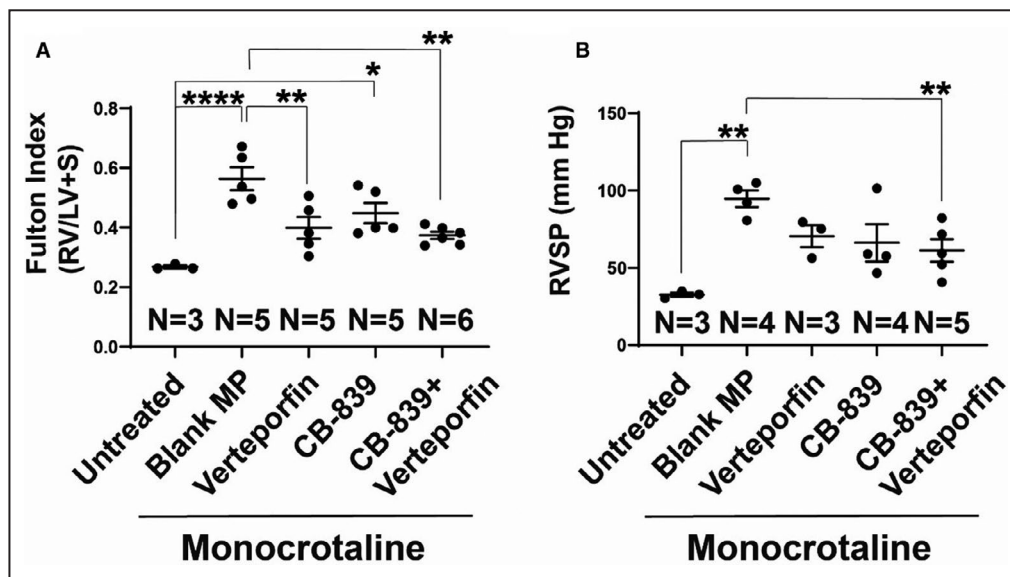 A
****
**
*
**
Fulton Index
(RV/LV+S)
0.8
0.6
0.4
0.2
0.0
N=3 N=5 N=5 N=5 N=6
Untreated
Blank MP
Verteporfin
CB-839
CB-839+
Verteporfin
Monocrotaline
B
**
**
RVSP (mm Hg)
150
100
50
0
N=3 N=4 N=3 N=4 N=5
Untreated
Blank MP
Verteporfin
CB-839
CB-839+
Verteporfin
Monocrotaline